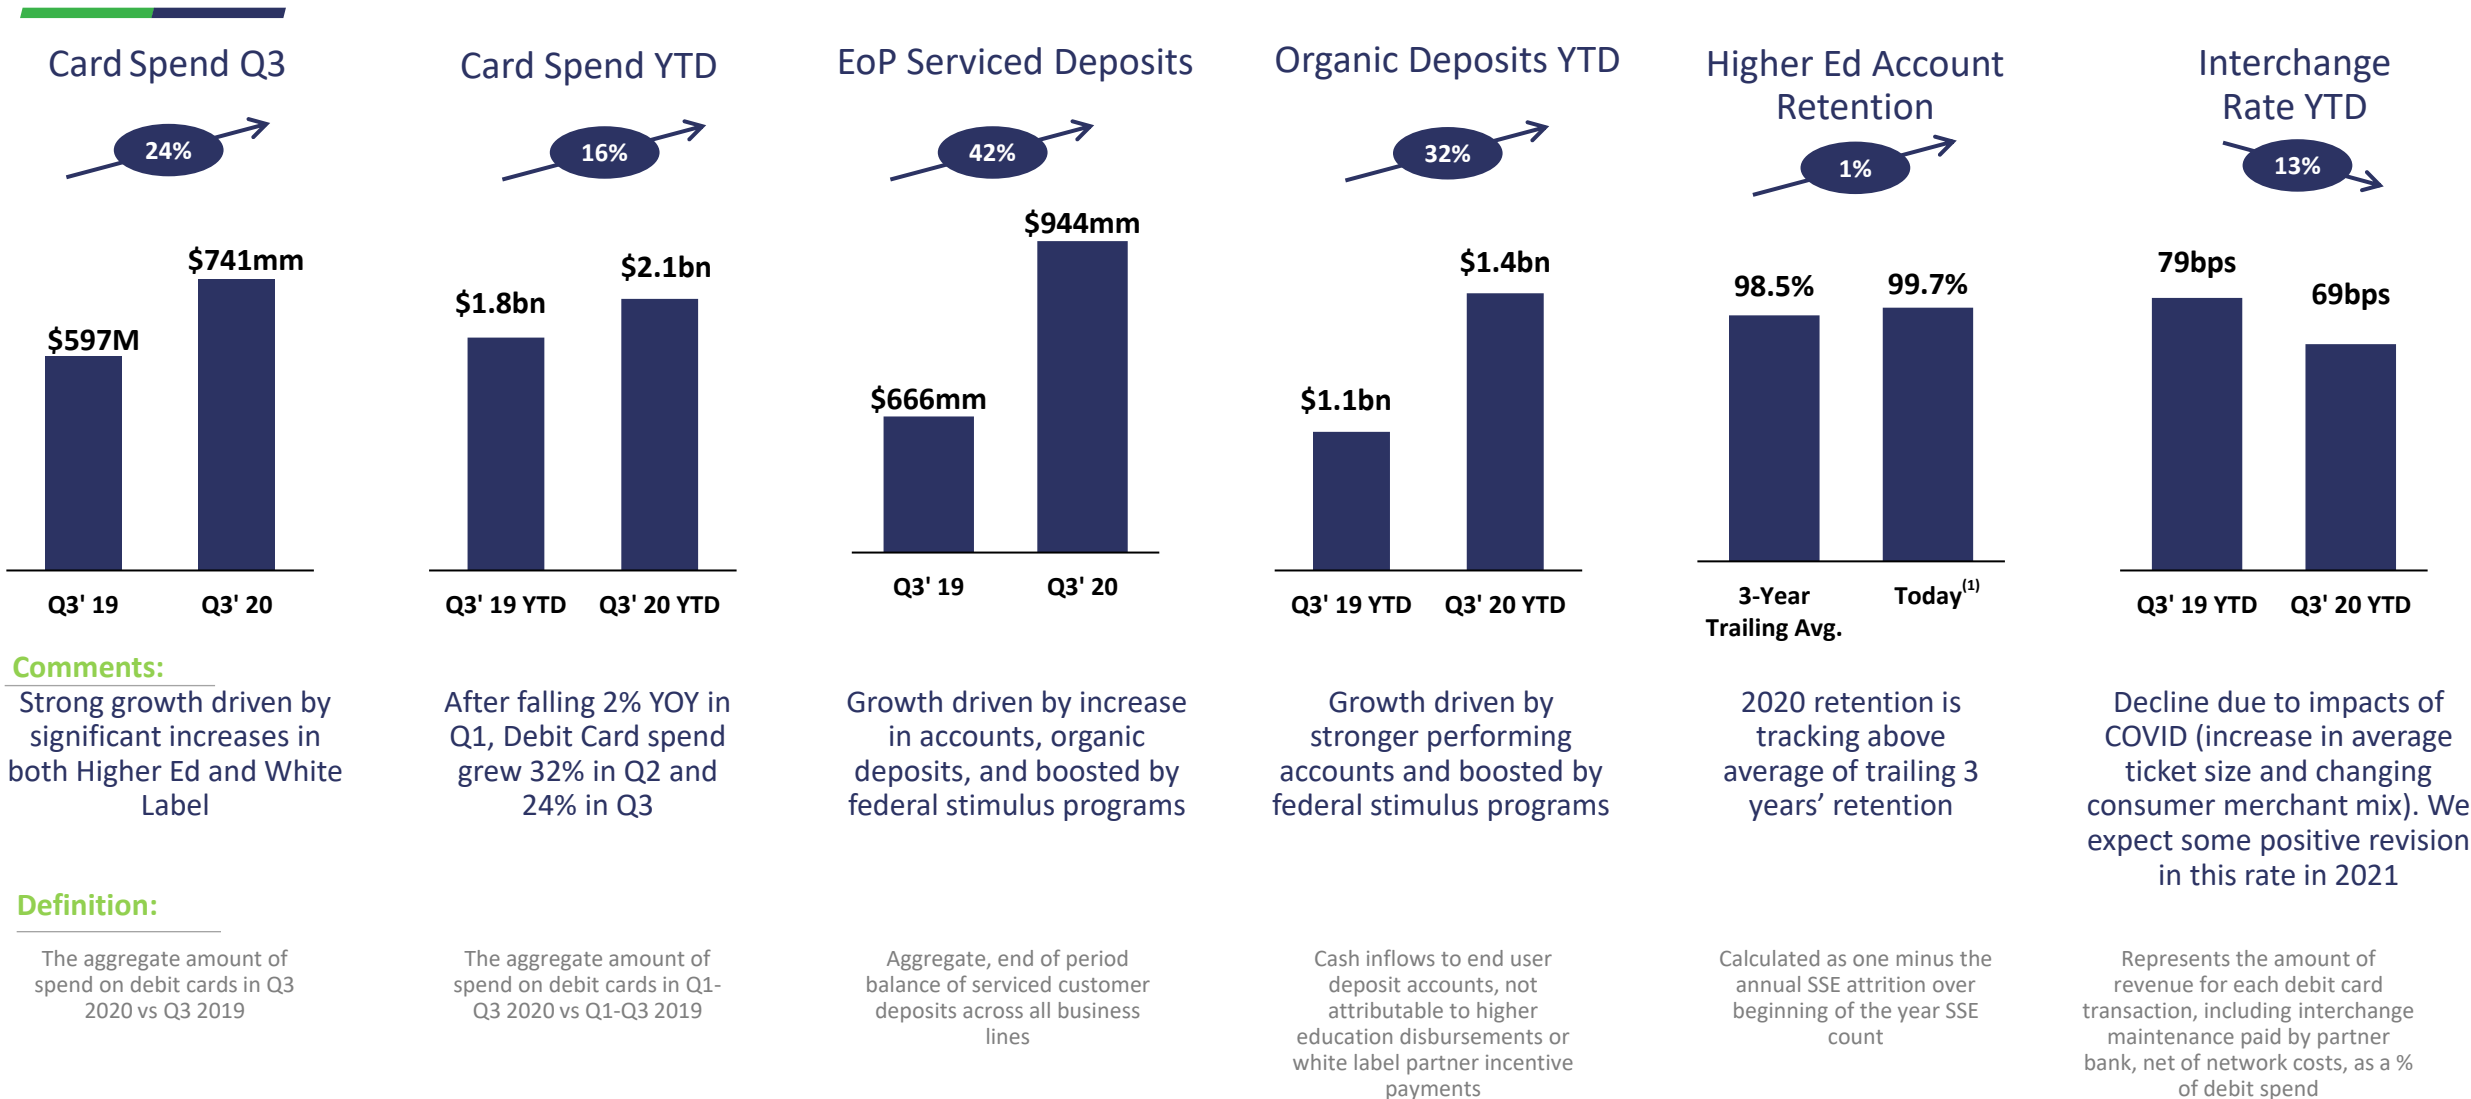 Card Spend Q3
24%
$597M
$741mm
Q3' 19
Q3' 20
Card Spend YTD
16%
$1.8bn
$2.1bn
Q3' 19 YTD
Q3' 20 YTD
EoP Serviced Deposits
42%
$666mm
$944mm
Q3' 19
Q3' 20
Organic Deposits YTD
32%
$1.1bn
$1.4bn
Q3' 19 YTD
Q3' 20 YTD
Higher Ed Account
Retention
1%
98.5%
99.7%
3-Year
Trailing Avg.
Today(1)
Interchange
Rate YTD
13%
79bps
69bps
Q3' 19 YTD
Q3' 20 YTD
Comments:
Strong growth driven by
significant increases in
both Higher Ed and White
Label
After falling 2% YOY in
Q1, Debit Card spend
grew 32% in Q2 and
24% in Q3
Growth driven by increase
in accounts, organic
deposits, and boosted by
federal stimulus programs
Growth driven by
stronger performing
accounts and boosted by
federal stimulus programs
2020 retention is
tracking above
average of trailing 3
years’ retention
Decline due to impacts of
COVID (increase in average
ticket size and changing
consumer merchant mix). We
expect some positive revision
in this rate in 2021
Definition:
The aggregate amount of
spend on debit cards in Q3
2020 vs Q3 2019
The aggregate amount of
spend on debit cards in Q1-
Q3 2020 vs Q1-Q3 2019
Aggregate, end of period
balance of serviced customer
deposits across all business
lines
Cash inflows to end user
deposit accounts, not
attributable to higher
education disbursements or
white label partner incentive
payments
Calculated as one minus the
annual SSE attrition over
beginning of the year SSE
count
Represents the amount of
revenue for each debit card
transaction, including interchange
maintenance paid by partner
bank, net of network costs, as a %
of debit spend